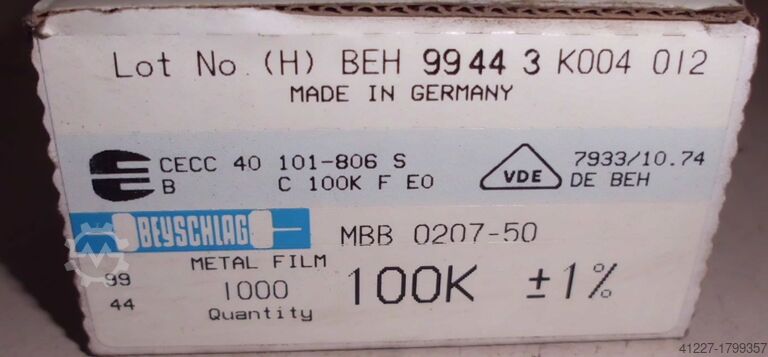 Lot No (H) BEH 9944 3 K004 012
MADE IN GERMANY
CECC 40 101-806 S
B C 100K F E0
VDE
7933/10.74
DE BEH
BEYSCHLAG
MBB 0207-50
METAL FILM
99
44
1000
Quantity
100K ±1%
41227-1799357